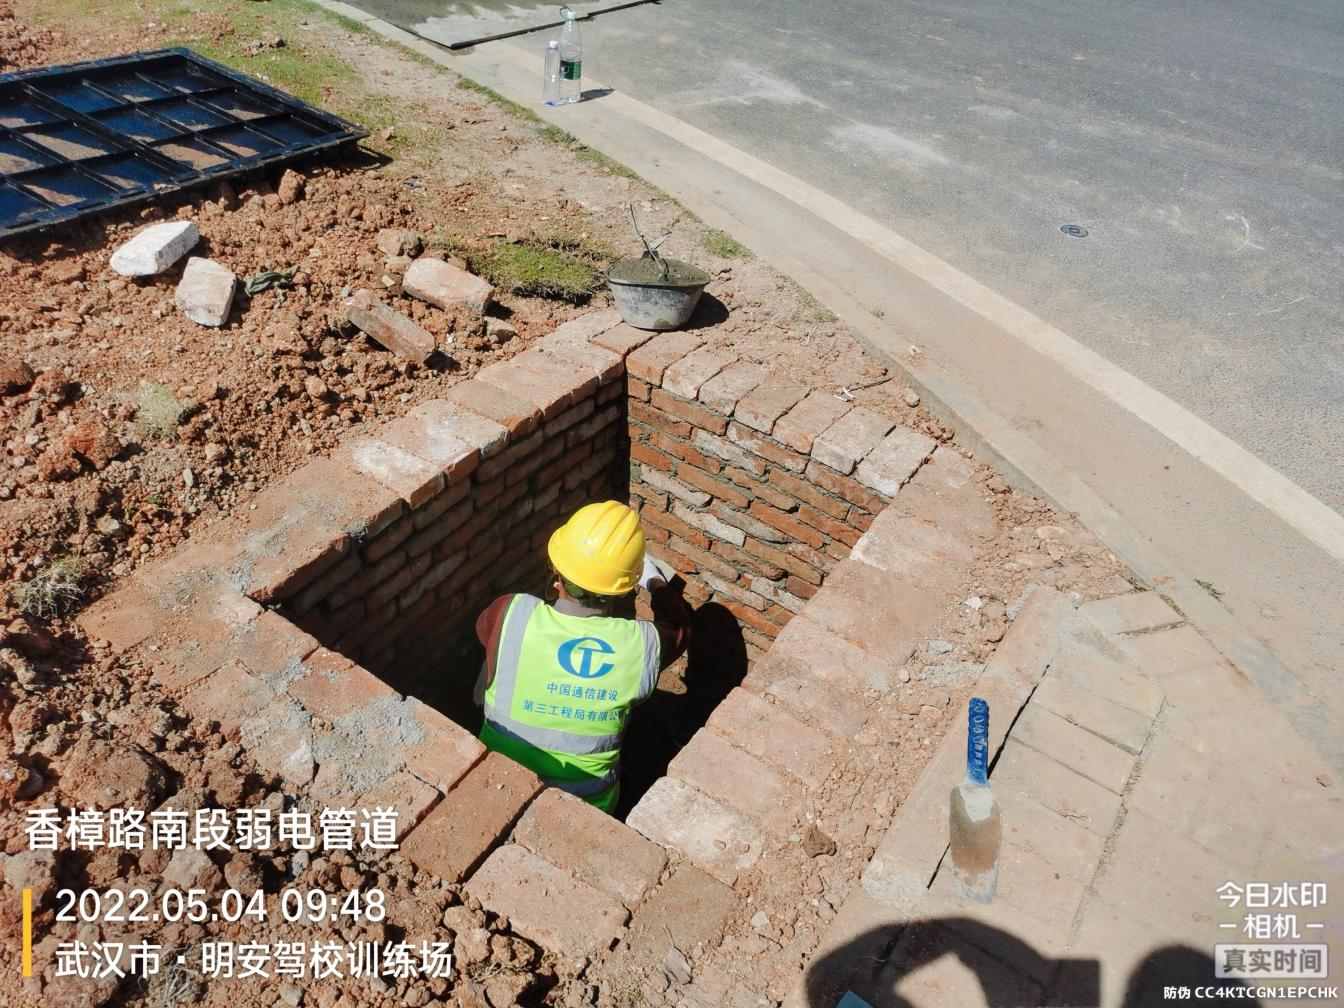 中国通信建设
第三工程局有限公
香樟路南段弱电管道
2022.05.04 09:48
武汉市·明安驾校训练场
今日水印
相机
真实时间
防伪 CC4KTCGN1EPCHK